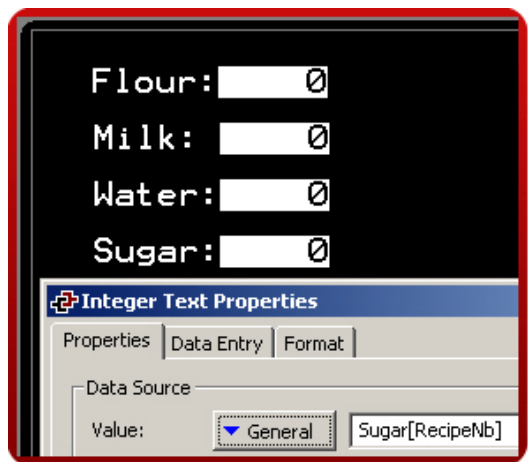 Flour: 0
Milk: 0
Water: 0
Sugar: 0
Integer Text Properties
Properties Data Entry Format
Data Source
Value: General Sugar[RecipeNb]